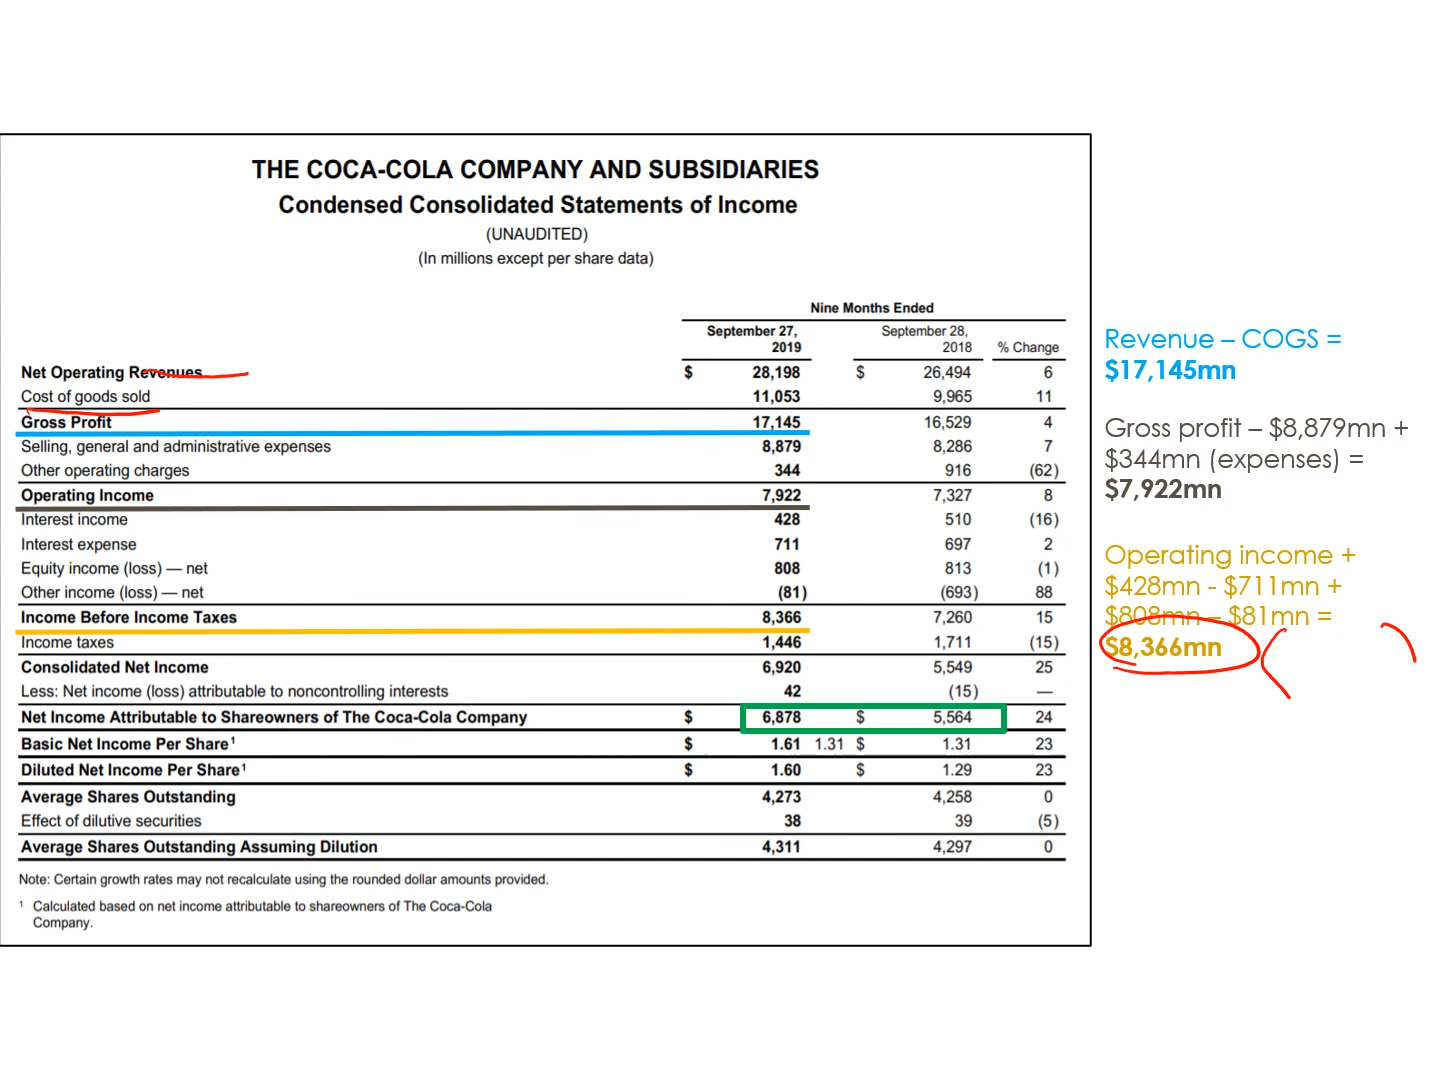 THE COCA-COLA COMPANY AND SUBSIDIARIES
Condensed Consolidated Statements of Income
(UNAUDITED)
(In millions except per share data)
Nine Months Ended
September 27, 2019 September 28, 2018 % Change
Net Operating Revenues $ 28,198 $ 26,494 6
Cost of goods sold 11,053 9,965 11
Gross Profit 17,145 16,529 4
Selling, general and administrative expenses 8,879 8,286 7
Other operating charges 344 916 (62)
Operating Income 7,922 7,327 8
Interest income 428 510 (16)
Interest expense 711 697 2
Equity income (loss) — net 808 813 (1)
Other income (loss) — net (81) (693) 88
Income Before Income Taxes 8,366 7,260 15
Income taxes 1,446 1,711 (15)
Consolidated Net Income 6,920 5,549 25
Less: Net income (loss) attributable to noncontrolling interests 42 (15) —
Net Income Attributable to Shareowners of The Coca-Cola Company $ 6,878 $ 5,564 24
Basic Net Income Per Share¹ $ 1.61 1.31 $ 1.31 23
Diluted Net Income Per Share¹ $ 1.60 $ 1.29 23
Average Shares Outstanding 4,273 4,258 0
Effect of dilutive securities 38 39 (5)
Average Shares Outstanding Assuming Dilution 4,311 4,297 0
Note: Certain growth rates may not recalculate using the rounded dollar amounts provided.
¹ Calculated based on net income attributable to shareowners of The Coca-Cola
Company.
Revenue – COGS =
$17,145mn
Gross profit – $8,879mn +
$344mn (expenses) =
$7,922mn
Operating income +
$428mn - $711mn +
$808mn – $81mn =
$8,366mn